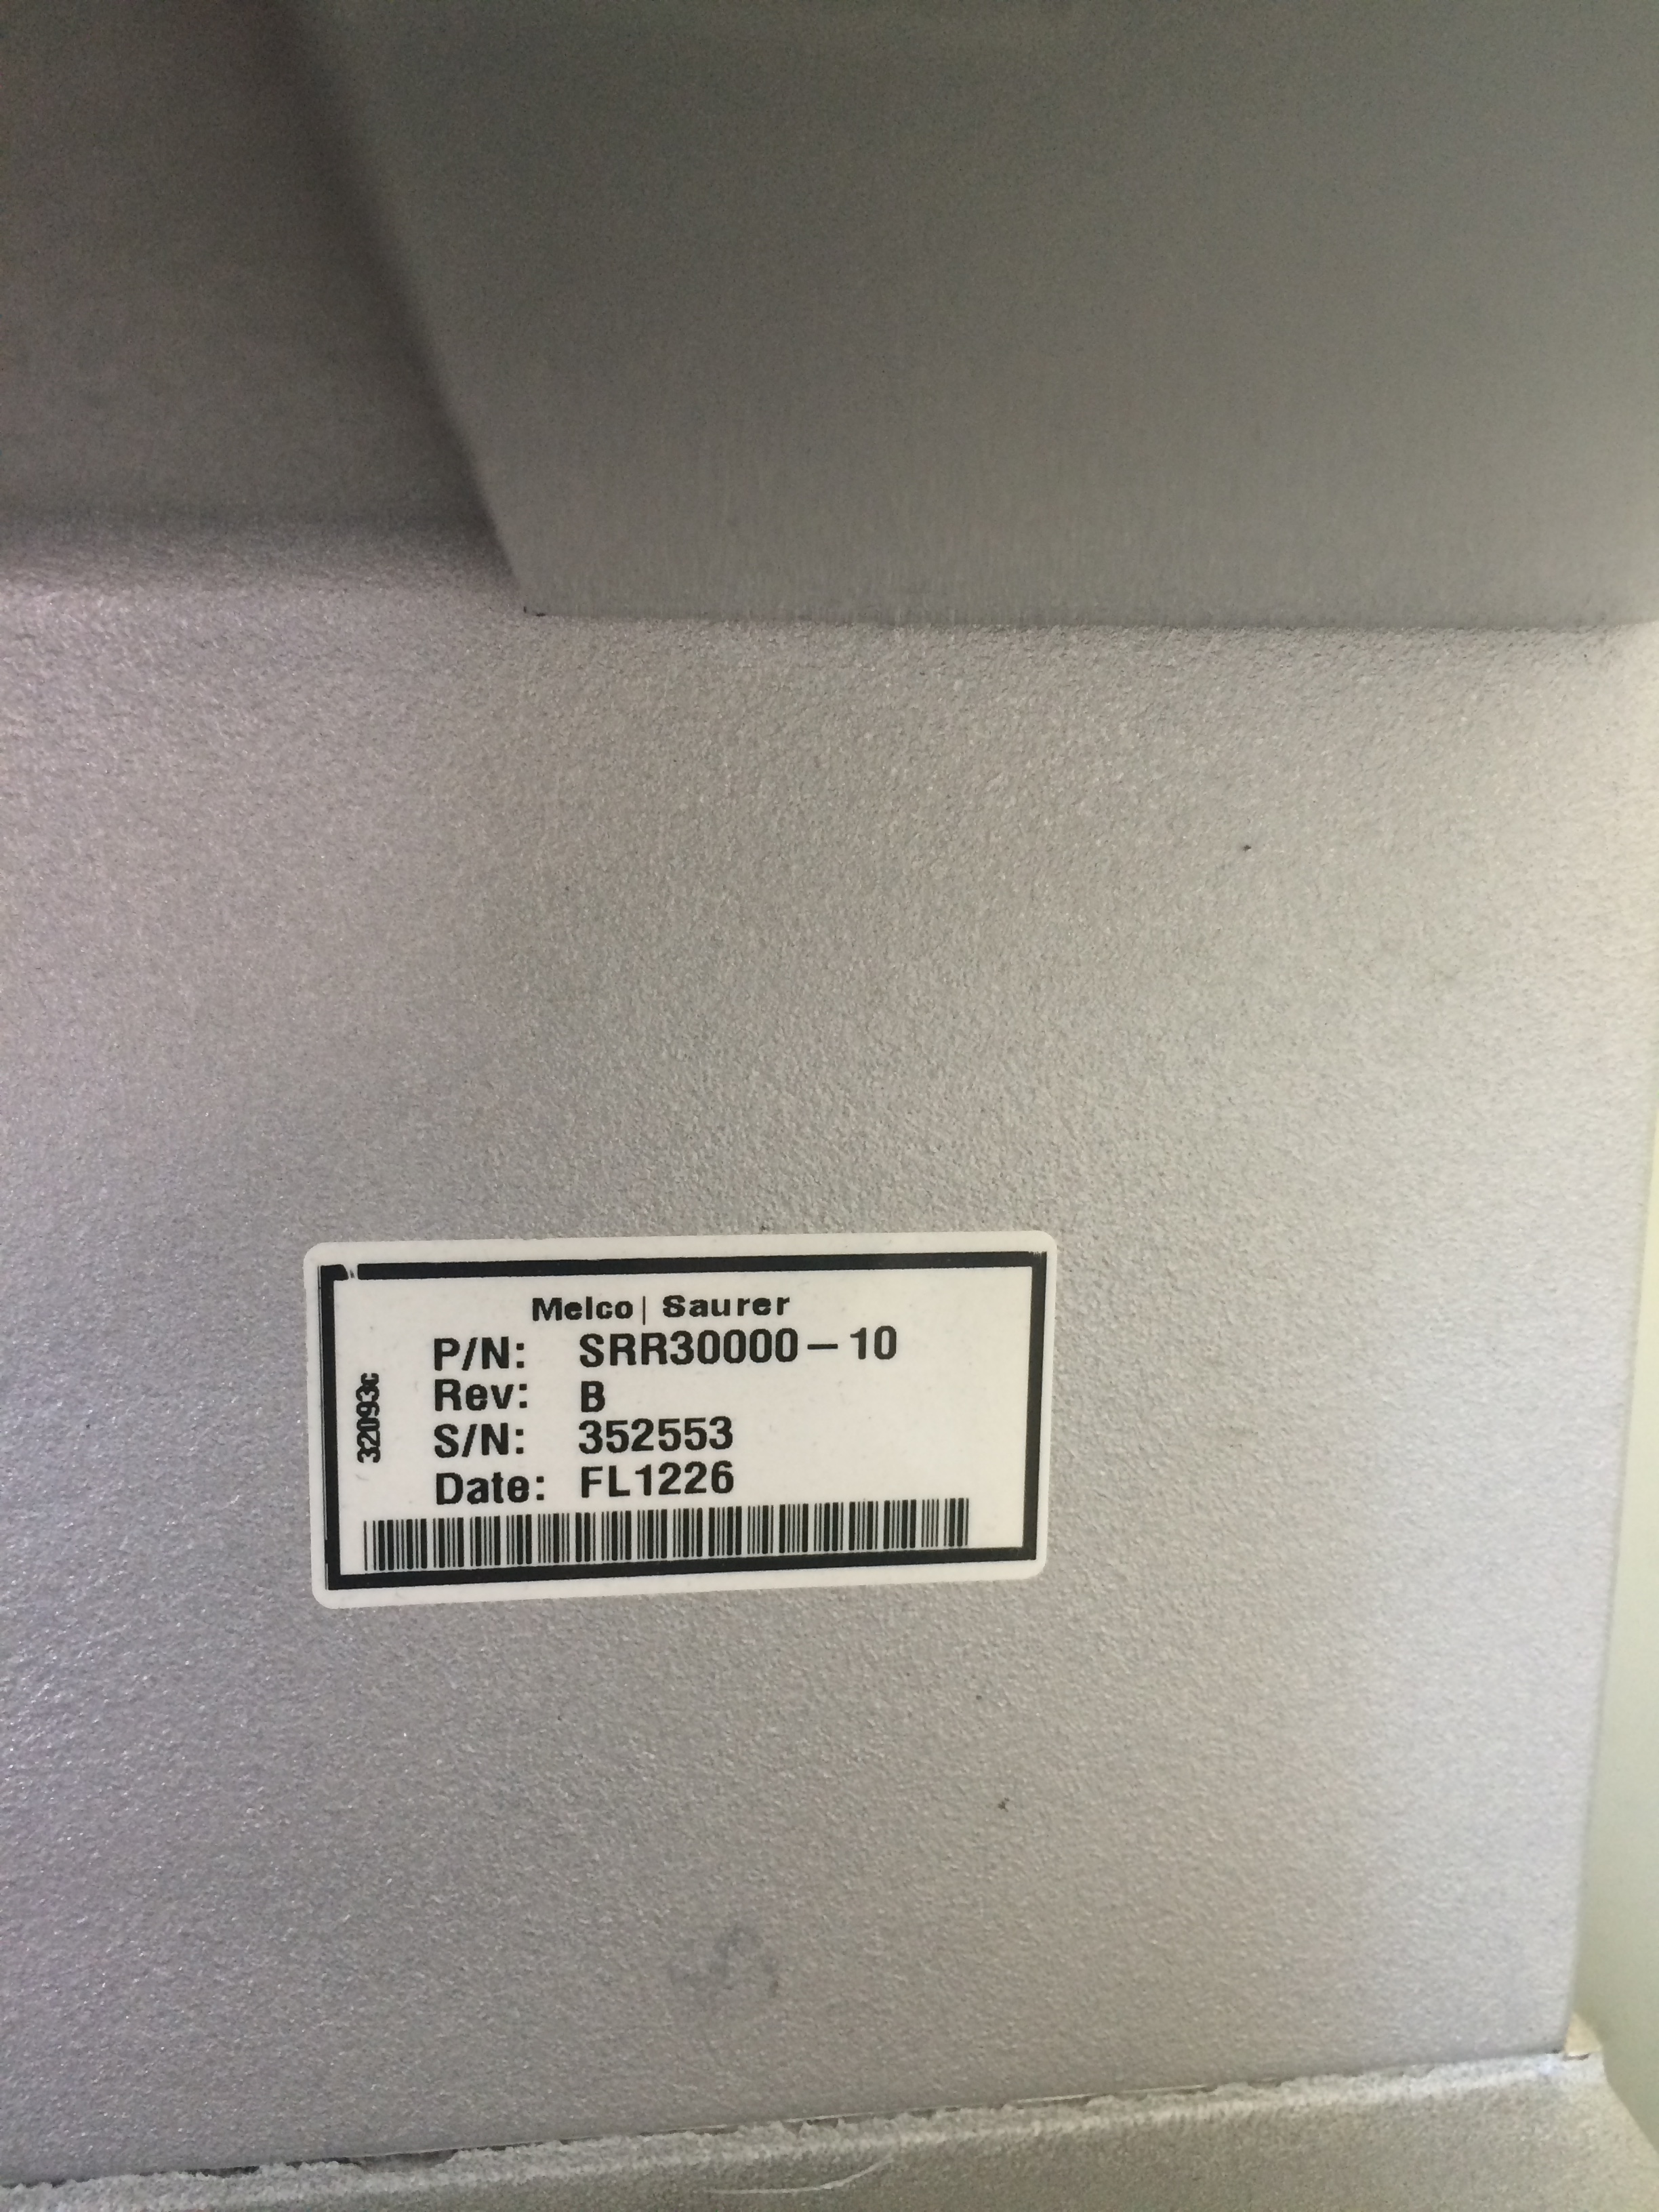 Melco | Saurer
P/N: SRR30000-10
Rev: B
S/N: 352553
Date: FL1226
32093c